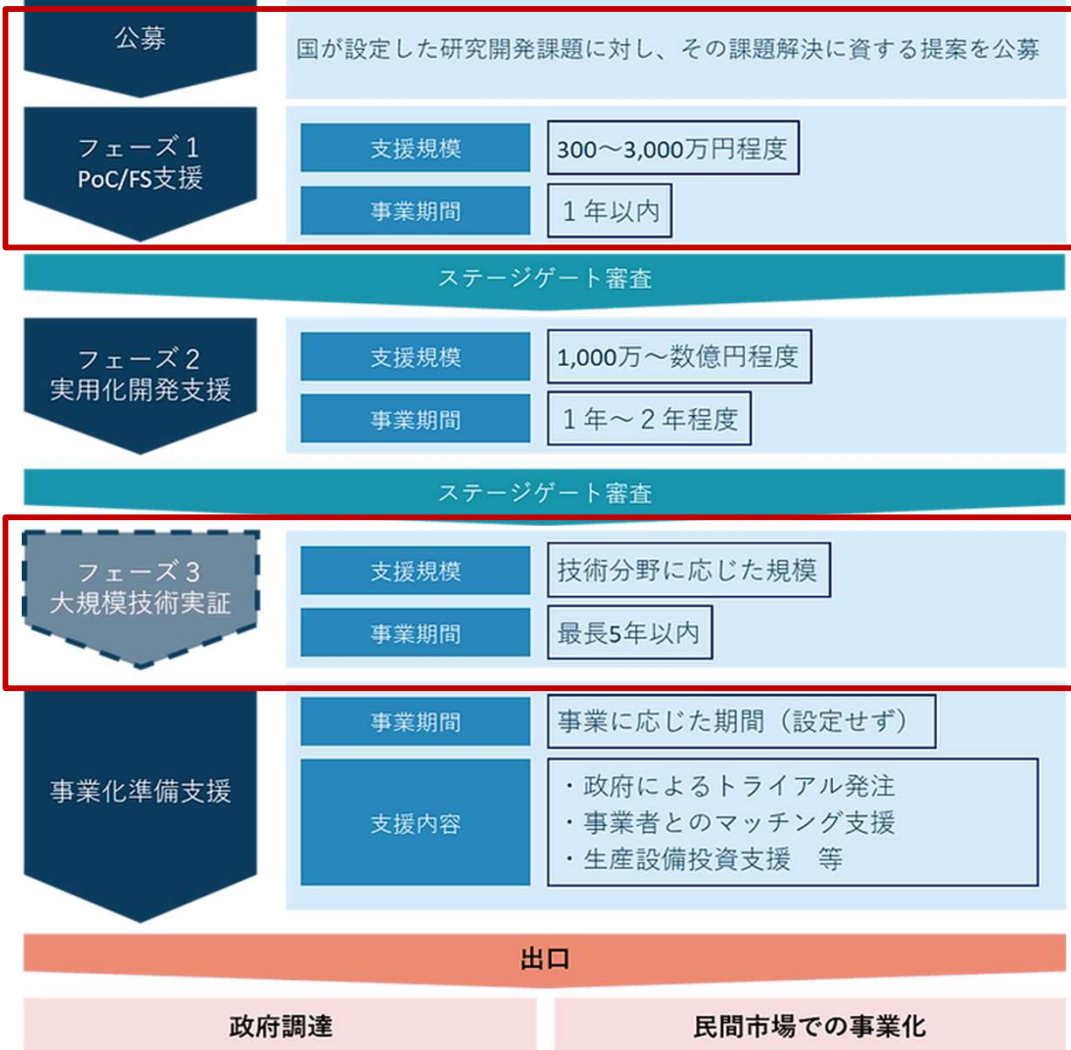 公募
国が設定した研究開発課題に対し、その課題解決に資する提案を公募
フェーズ１
PoC/FS支援
支援規模
300～3,000万円程度
事業期間
１年以内
ステージゲート審査
フェーズ２
実用化開発支援
支援規模
1,000万～数億円程度
事業期間
１年～２年程度
ステージゲート審査
フェーズ３
大規模技術実証
支援規模
技術分野に応じた規模
事業期間
最長5年以内
事業化準備支援
事業期間
事業に応じた期間（設定せず）
支援内容
・政府によるトライアル発注
・事業者とのマッチング支援
・生産設備投資支援　等
出口
政府調達
民間市場での事業化